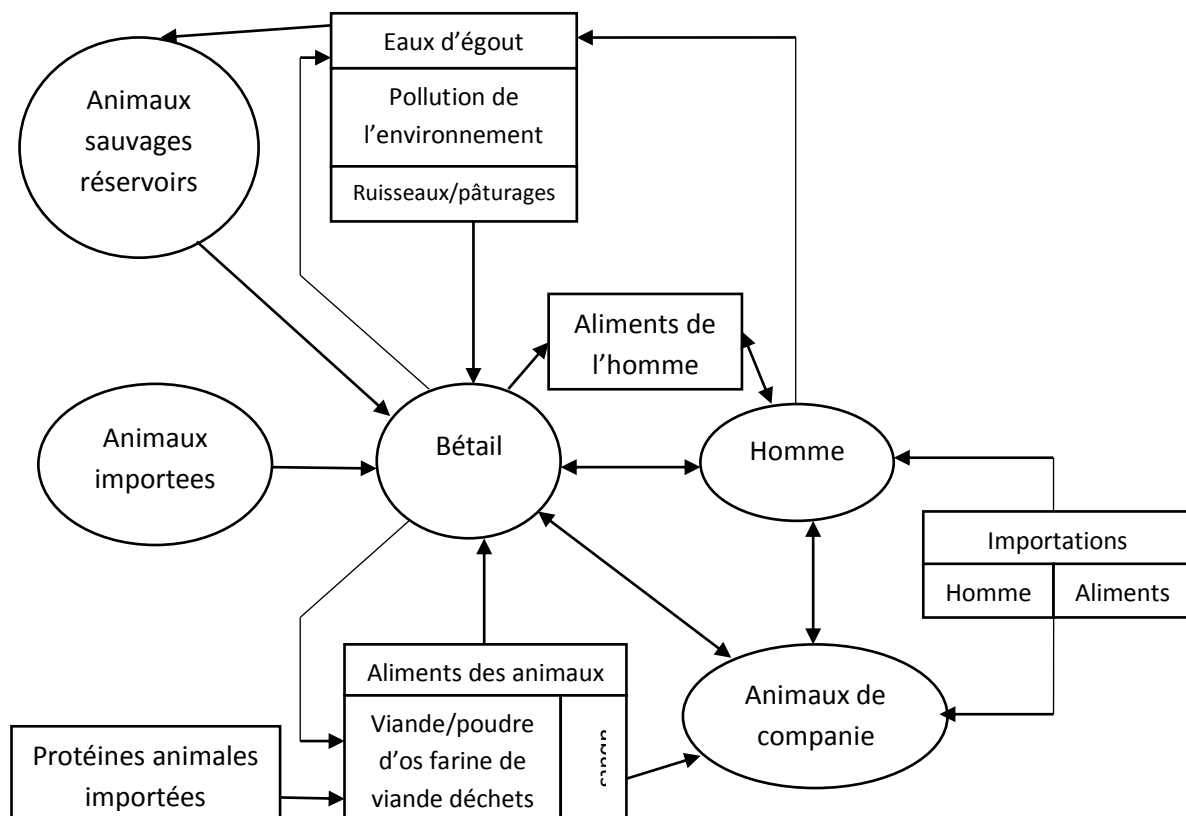 Eaux d’égout
Pollution de
l’environnement
Ruisseaux/pâturages
Animaux
sauvages
réservoirs
Aliments de
l’homme
Animaux
importees
Bétail
Homme
Importations
Homme
Aliments
Aliments des animaux
Viande/poudre
d’os farine de
viande déchets
Animaux de
companie
Protéines animales
importées